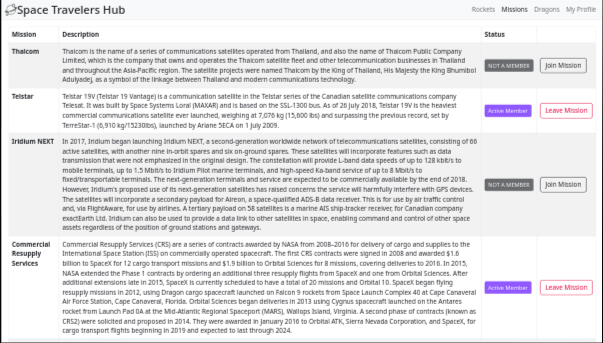 Space Travelers Hub
Rockets Missions Dragons My Profile
Mission Description Status
Thaicom
Thaicom is the name of a series of communications satellites operated from Thailand, and also the name of Thaicom Public Company
Limited, which is the company that owns and operates the Thaicom satellite fleet and other telecommunication businesses in Thailand
and throughout the Asia-Pacific region. The satellite projects were named Thaicom by the King of Thailand, His Majesty the King Bhumibol
Adulyadej, as a symbol of the linkage between Thailand and modern communications technology.
NOT A MEMBER
Join Mission
Telstar
Telstar 19V (Telstar 19 Vantage) is a communication satellite in the Telstar series of the Canadian satellite communications company
Telesat. It was built by Space Systems Loral (MAXAR) and is based on the SSL-1300 bus. As of 26 July 2018, Telstar 19V is the heaviest
commercial communications satellite ever launched, weighing at 7,076 kg (15,600 lbs) and surpassing the previous record, set by
TerreStar-1 (6,910 kg/15230lbs), launched by Ariane 5ECA on 1 July 2009.
Active Member
Leave Mission
Iridium NEXT
In 2017, Iridium began launching Iridium NEXT, a second-generation worldwide network of telecommunications satellites, consisting of 66
active satellites, with another nine in-orbit spares and six on-ground spares. These satellites will incorporate features such as data
transmission that were not emphasized in the original design. The constellation will provide L-band data speeds of up to 128 kbit/s to
mobile terminals, up to 1.5 Mbit/s to Iridium Pilot marine terminals, and high-speed Ka-band service of up to 8 Mbit/s to
fixed/transportable terminals. The next-generation terminals and service are expected to be commercially available by the end of 2018.
However, Iridium's proposed use of its next-generation satellites has raised concerns the service will harmfully interfere with GPS devices.
The satellites will incorporate a secondary payload for Aireon, a space-qualified ADS-B data receiver. This is for use by air traffic control
and, via FlightAware, for use by airlines. A tertiary payload on 58 satellites is a marine AIS ship-tracker receiver, for Canadian company
exactEarth Ltd. Iridium can also be used to provide a data link to other satellites in space, enabling command and control of other space
assets regardless of the position of ground stations and gateways.
NOT A MEMBER
Join Mission
Commercial
Resupply
Services
Commercial Resupply Services (CRS) are a series of contracts awarded by NASA from 2008–2016 for delivery of cargo and supplies to the
International Space Station (ISS) on commercially operated spacecraft. The first CRS contracts were signed in 2008 and awarded $1.6
billion to SpaceX for 12 cargo transport missions and $1.9 billion to Orbital Sciences for 8 missions, covering deliveries to 2016. In 2015,
NASA extended the Phase 1 contracts by ordering an additional three resupply flights from SpaceX and one from Orbital Sciences. After
additional extensions late in 2015, SpaceX is currently scheduled to have a total of 20 missions and Orbital 10. SpaceX began flying
resupply missions in 2012, using Dragon cargo spacecraft launched on Falcon 9 rockets from Space Launch Complex 40 at Cape Canaveral
Air Force Station, Cape Canaveral, Florida. Orbital Sciences began deliveries in 2013 using Cygnus spacecraft launched on the Antares
rocket from Launch Pad 0A at the Mid-Atlantic Regional Spaceport (MARS), Wallops Island, Virginia. A second phase of contracts (known as
CRS2) were solicited and proposed in 2014. They were awarded in January 2016 to Orbital ATK, Sierra Nevada Corporation, and SpaceX, for
cargo transport flights beginning in 2019 and expected to last through 2024.
Active Member
Leave Mission